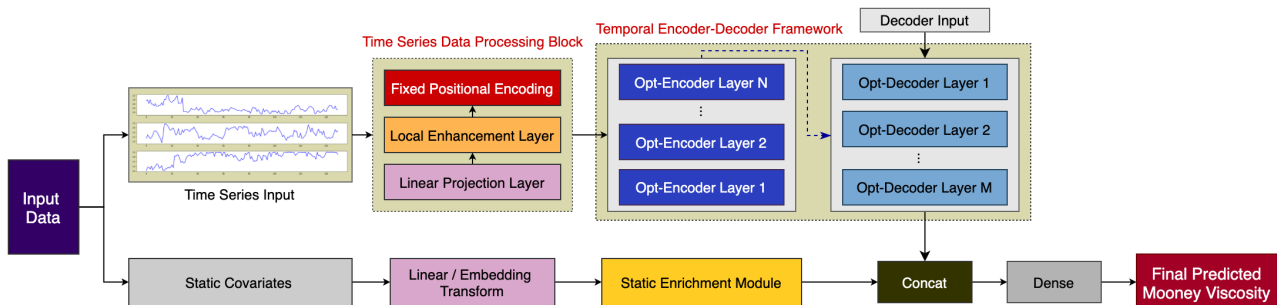 Decoder Input
Temporal Encoder-Decoder Framework
Time Series Data Processing Block
Fixed Positional Encoding
Local Enhancement Layer
Linear Projection Layer
Opt-Encoder Layer N
⋮
Opt-Encoder Layer 2
Opt-Encoder Layer 1
Opt-Decoder Layer 1
Opt-Decoder Layer 2
⋮
Opt-Decoder Layer M
Time Series Input
Input
Data
Static Covariates
Linear / Embedding
Transform
Static Enrichment Module
Concat
Dense
Final Predicted
Mooney Viscosity